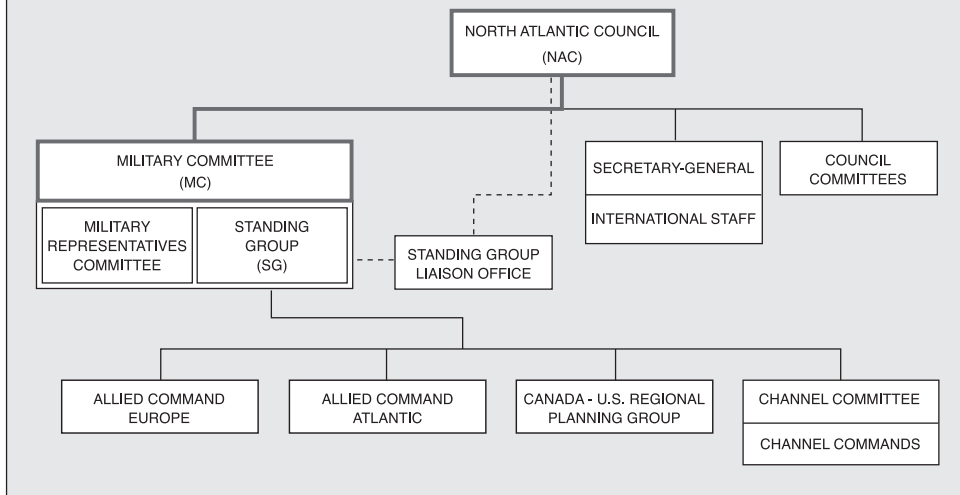 NORTH ATLANTIC COUNCIL
(NAC)
MILITARY COMMITTEE
(MC)
SECRETARY-GENERAL
INTERNATIONAL STAFF
COUNCIL
COMMITTEES
MILITARY
REPRESENTATIVES
COMMITTEE
STANDING
GROUP
(SG)
STANDING GROUP
LIAISON OFFICE
ALLIED COMMAND
EUROPE
ALLIED COMMAND
ATLANTIC
CANADA - U.S. REGIONAL
PLANNING GROUP
CHANNEL COMMITTEE
CHANNEL COMMANDS